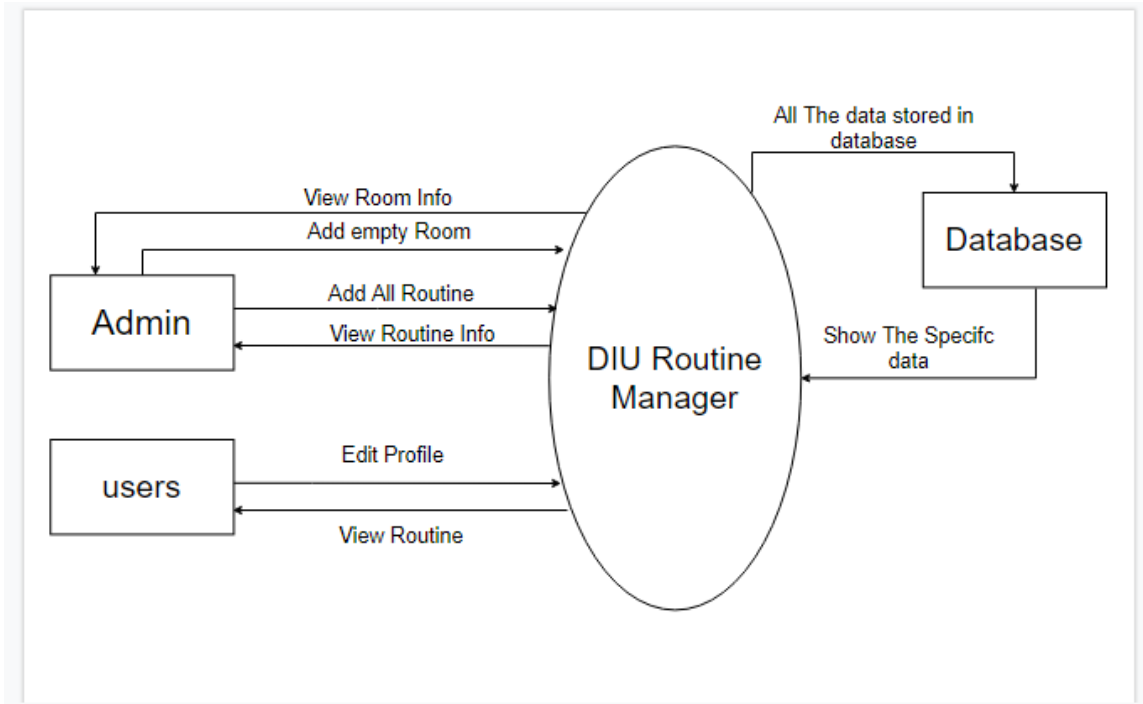 All The data stored in
database
View Room Info
Add empty Room
Database
Add All Routine
Admin
View Routine Info
Show The Specifc
data
DIU Routine
Manager
Edit Profile
users
View Routine